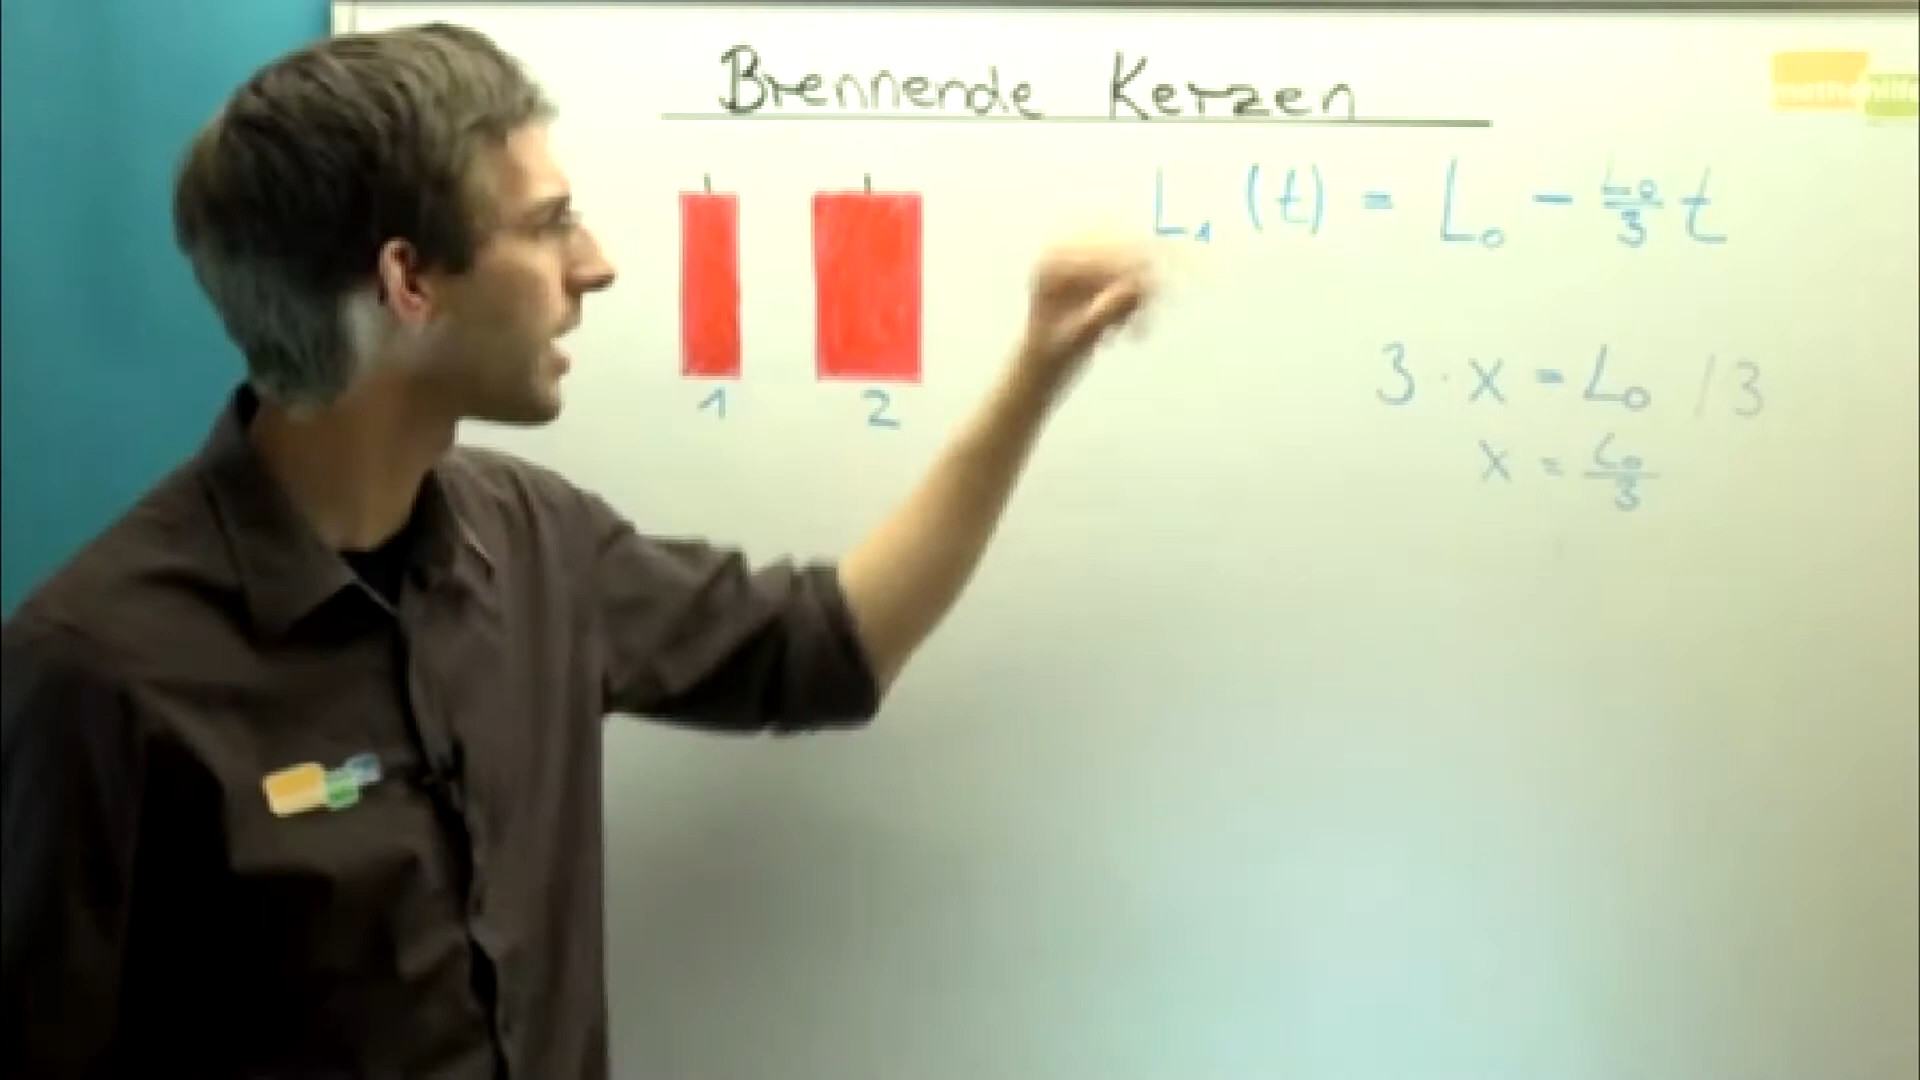 Brennende Kerzen
L₁ (t) = L₀ - L₀/3 t
1 2
3 · x = L₀ /3
x = L₀/3